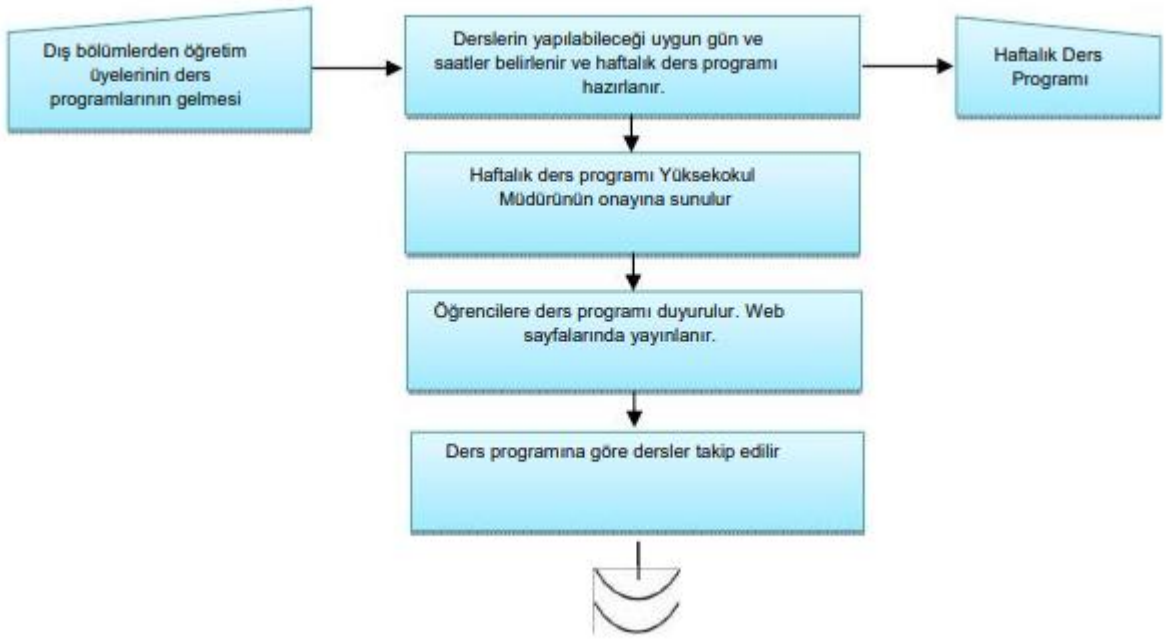 Dış bölümlerden öğretim
üyelerinin ders
programlarının gelmesi
Derslerin yapılabileceği uygun gün ve
saatler belirlenir ve haftalık ders programı
hazırlanır.
Haftalık Ders
Programı
Haftalık ders programı Yüksekokul
Müdürünün onayına sunulur
Öğrencilere ders programı duyurulur. Web
sayfalarında yayınlanır.
Ders programına göre dersler takip edilir